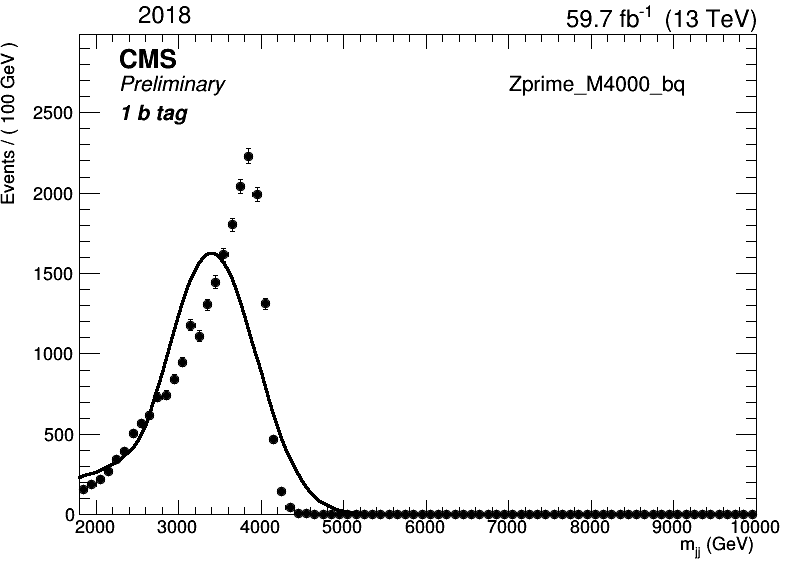 2018 59.7 fb⁻¹ (13 TeV)
CMS
Preliminary
Zprime_M4000_bq
1 b tag
Events / ( 100 GeV )
2500
2000
1500
1000
500
0
2000 3000 4000 5000 6000 7000 8000 9000 10000
m_jj (GeV)